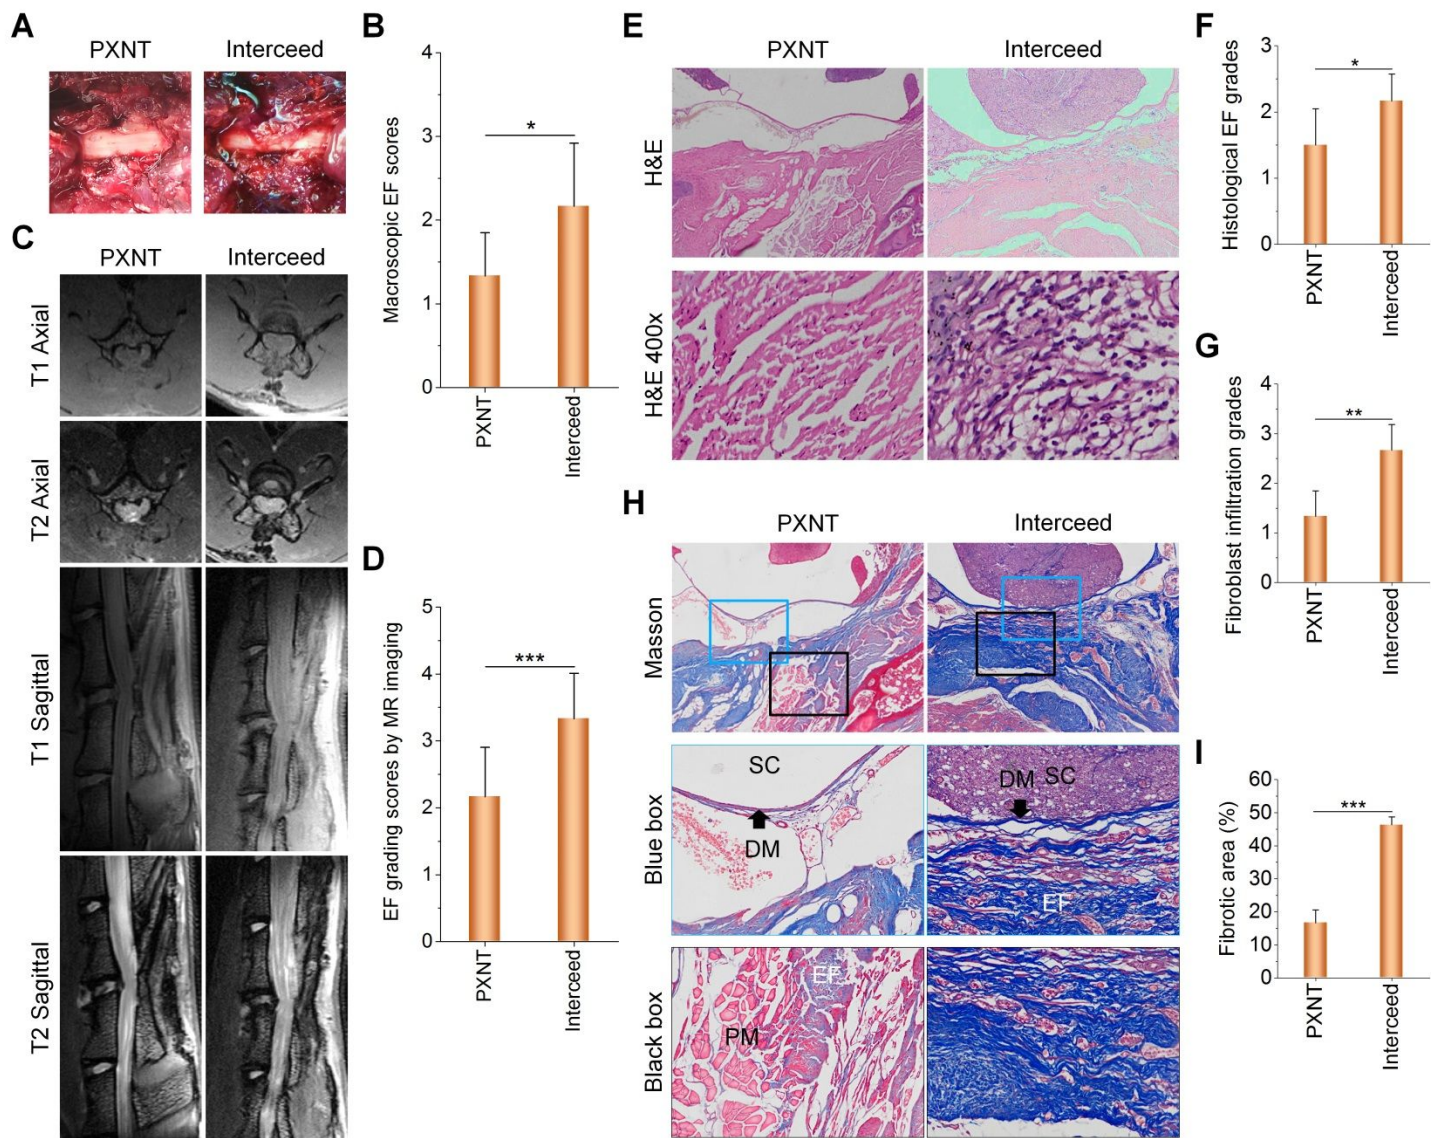 A
PXNT
Interceed
B
Macroscopic EF scores
4
3
2
1
0
*
PXNT
Interceed
C
PXNT
Interceed
T1 Axial
T2 Axial
T1 Sagittal
T2 Sagittal
D
EF grading scores by MR imaging
5
4
3
2
1
0
***
PXNT
Interceed
E
PXNT
Interceed
H&E
H&E 400x
F
Histological EF grades
3
2
1
0
*
PXNT
Interceed
G
Fibroblast infiltration grades
4
3
2
1
0
**
PXNT
Interceed
H
PXNT
Interceed
Masson
Blue box
SC
DM
DM SC
EF
Black box
EF
PM
I
Fibrotic area (%)
60
50
40
30
20
10
0
***
PXNT
Interceed